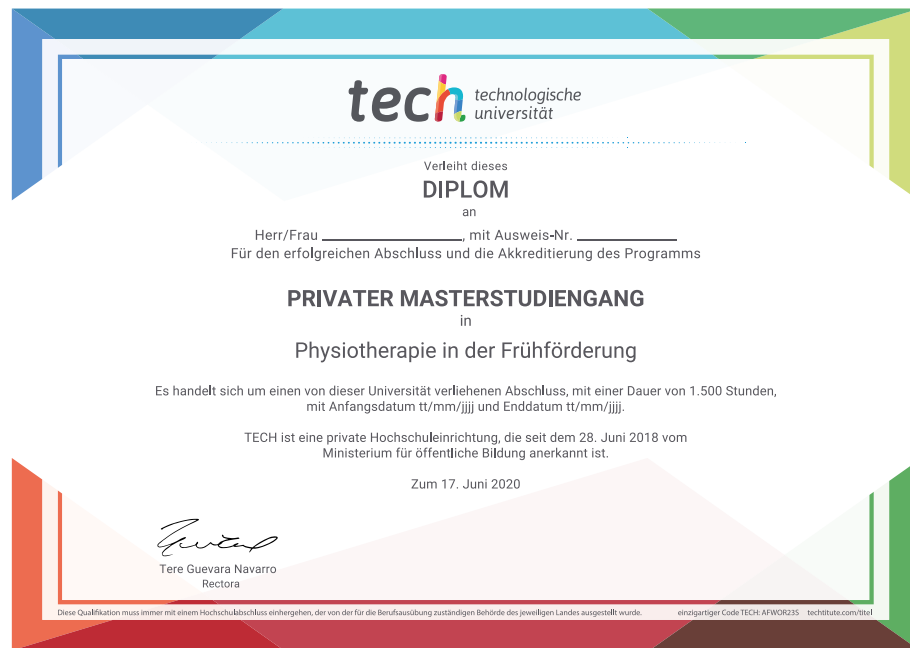 tech technologische
universität
Verleiht dieses
DIPLOM
an
Herr/Frau ____________________, mit Ausweis-Nr. ______________
Für den erfolgreichen Abschluss und die Akkreditierung des Programms
PRIVATER MASTERSTUDIENGANG
in
Physiotherapie in der Frühförderung
Es handelt sich um einen von dieser Universität verliehenen Abschluss, mit einer Dauer von 1.500 Stunden,
mit Anfangsdatum tt/mm/jjjj und Enddatum tt/mm/jjjj.
TECH ist eine private Hochschuleinrichtung, die seit dem 28. Juni 2018 vom
Ministerium für öffentliche Bildung anerkannt ist.
Zum 17. Juni 2020
Tere Guevara Navarro
Rectora
Diese Qualifikation muss immer mit einem Hochschulabschluss einhergehen, der von der für die Berufsausübung zuständigen Behörde des jeweiligen Landes ausgestellt wurde. einzigartiger Code TECH: AFWOR23S techtitute.com/titel